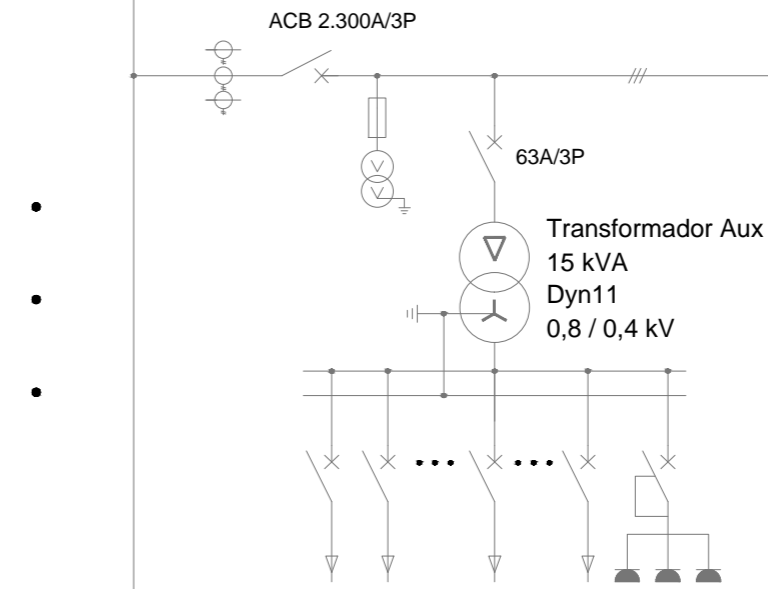 ACB 2.300A/3P
63A/3P
Transformador Aux
15 kVA
Dyn11
0,8 / 0,4 kV